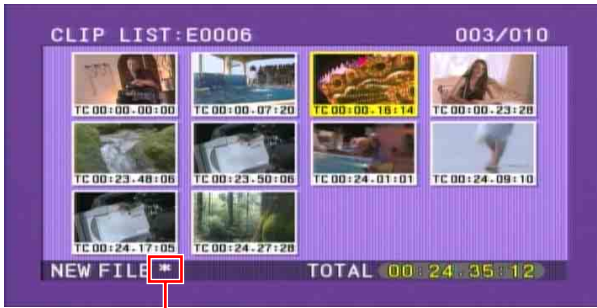 CLIP LIST:E0006 003/010
TC 00:00.00:00 TC 00:00.07:20 TC 00:00.16:14 TC 00:00.23:28
TC 00:23.48:06 TC 00:23.50:06 TC 00:24.01:01 TC 00:24.09:10
TC 00:24.17:05 TC 00:24.27:28
NEW FILE * TOTAL 00:24.35:12